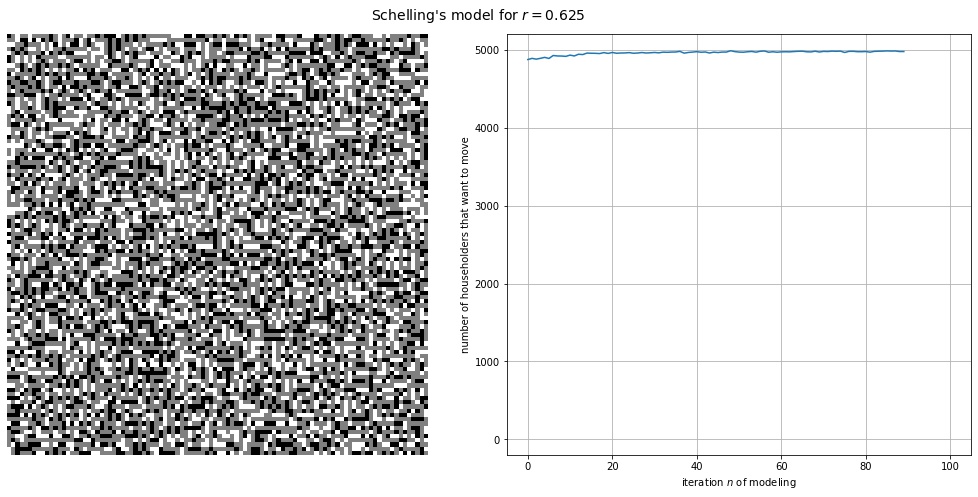 Schelling's model for r = 0.625
number of householders that want to move
5000
4000
3000
2000
1000
0
0 20 40 60 80 100
iteration n of modeling